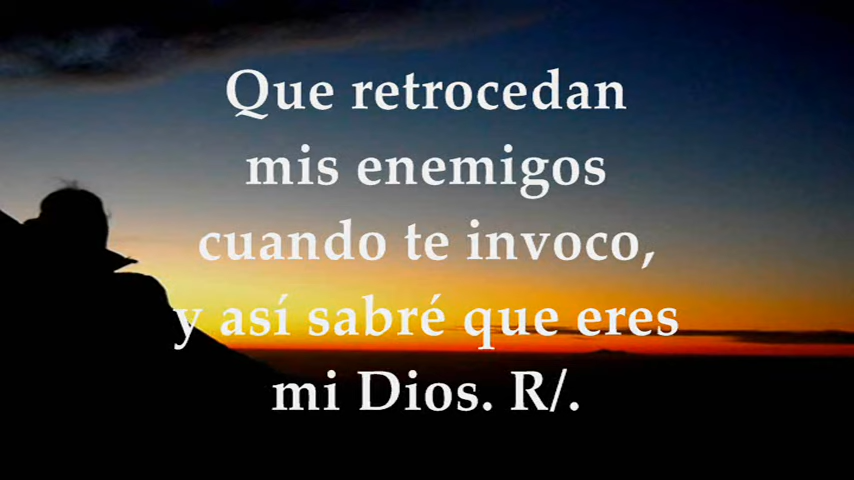 Que retrocedan
mis enemigos
cuando te invoco,
y así sabré que eres
mi Dios. R/.